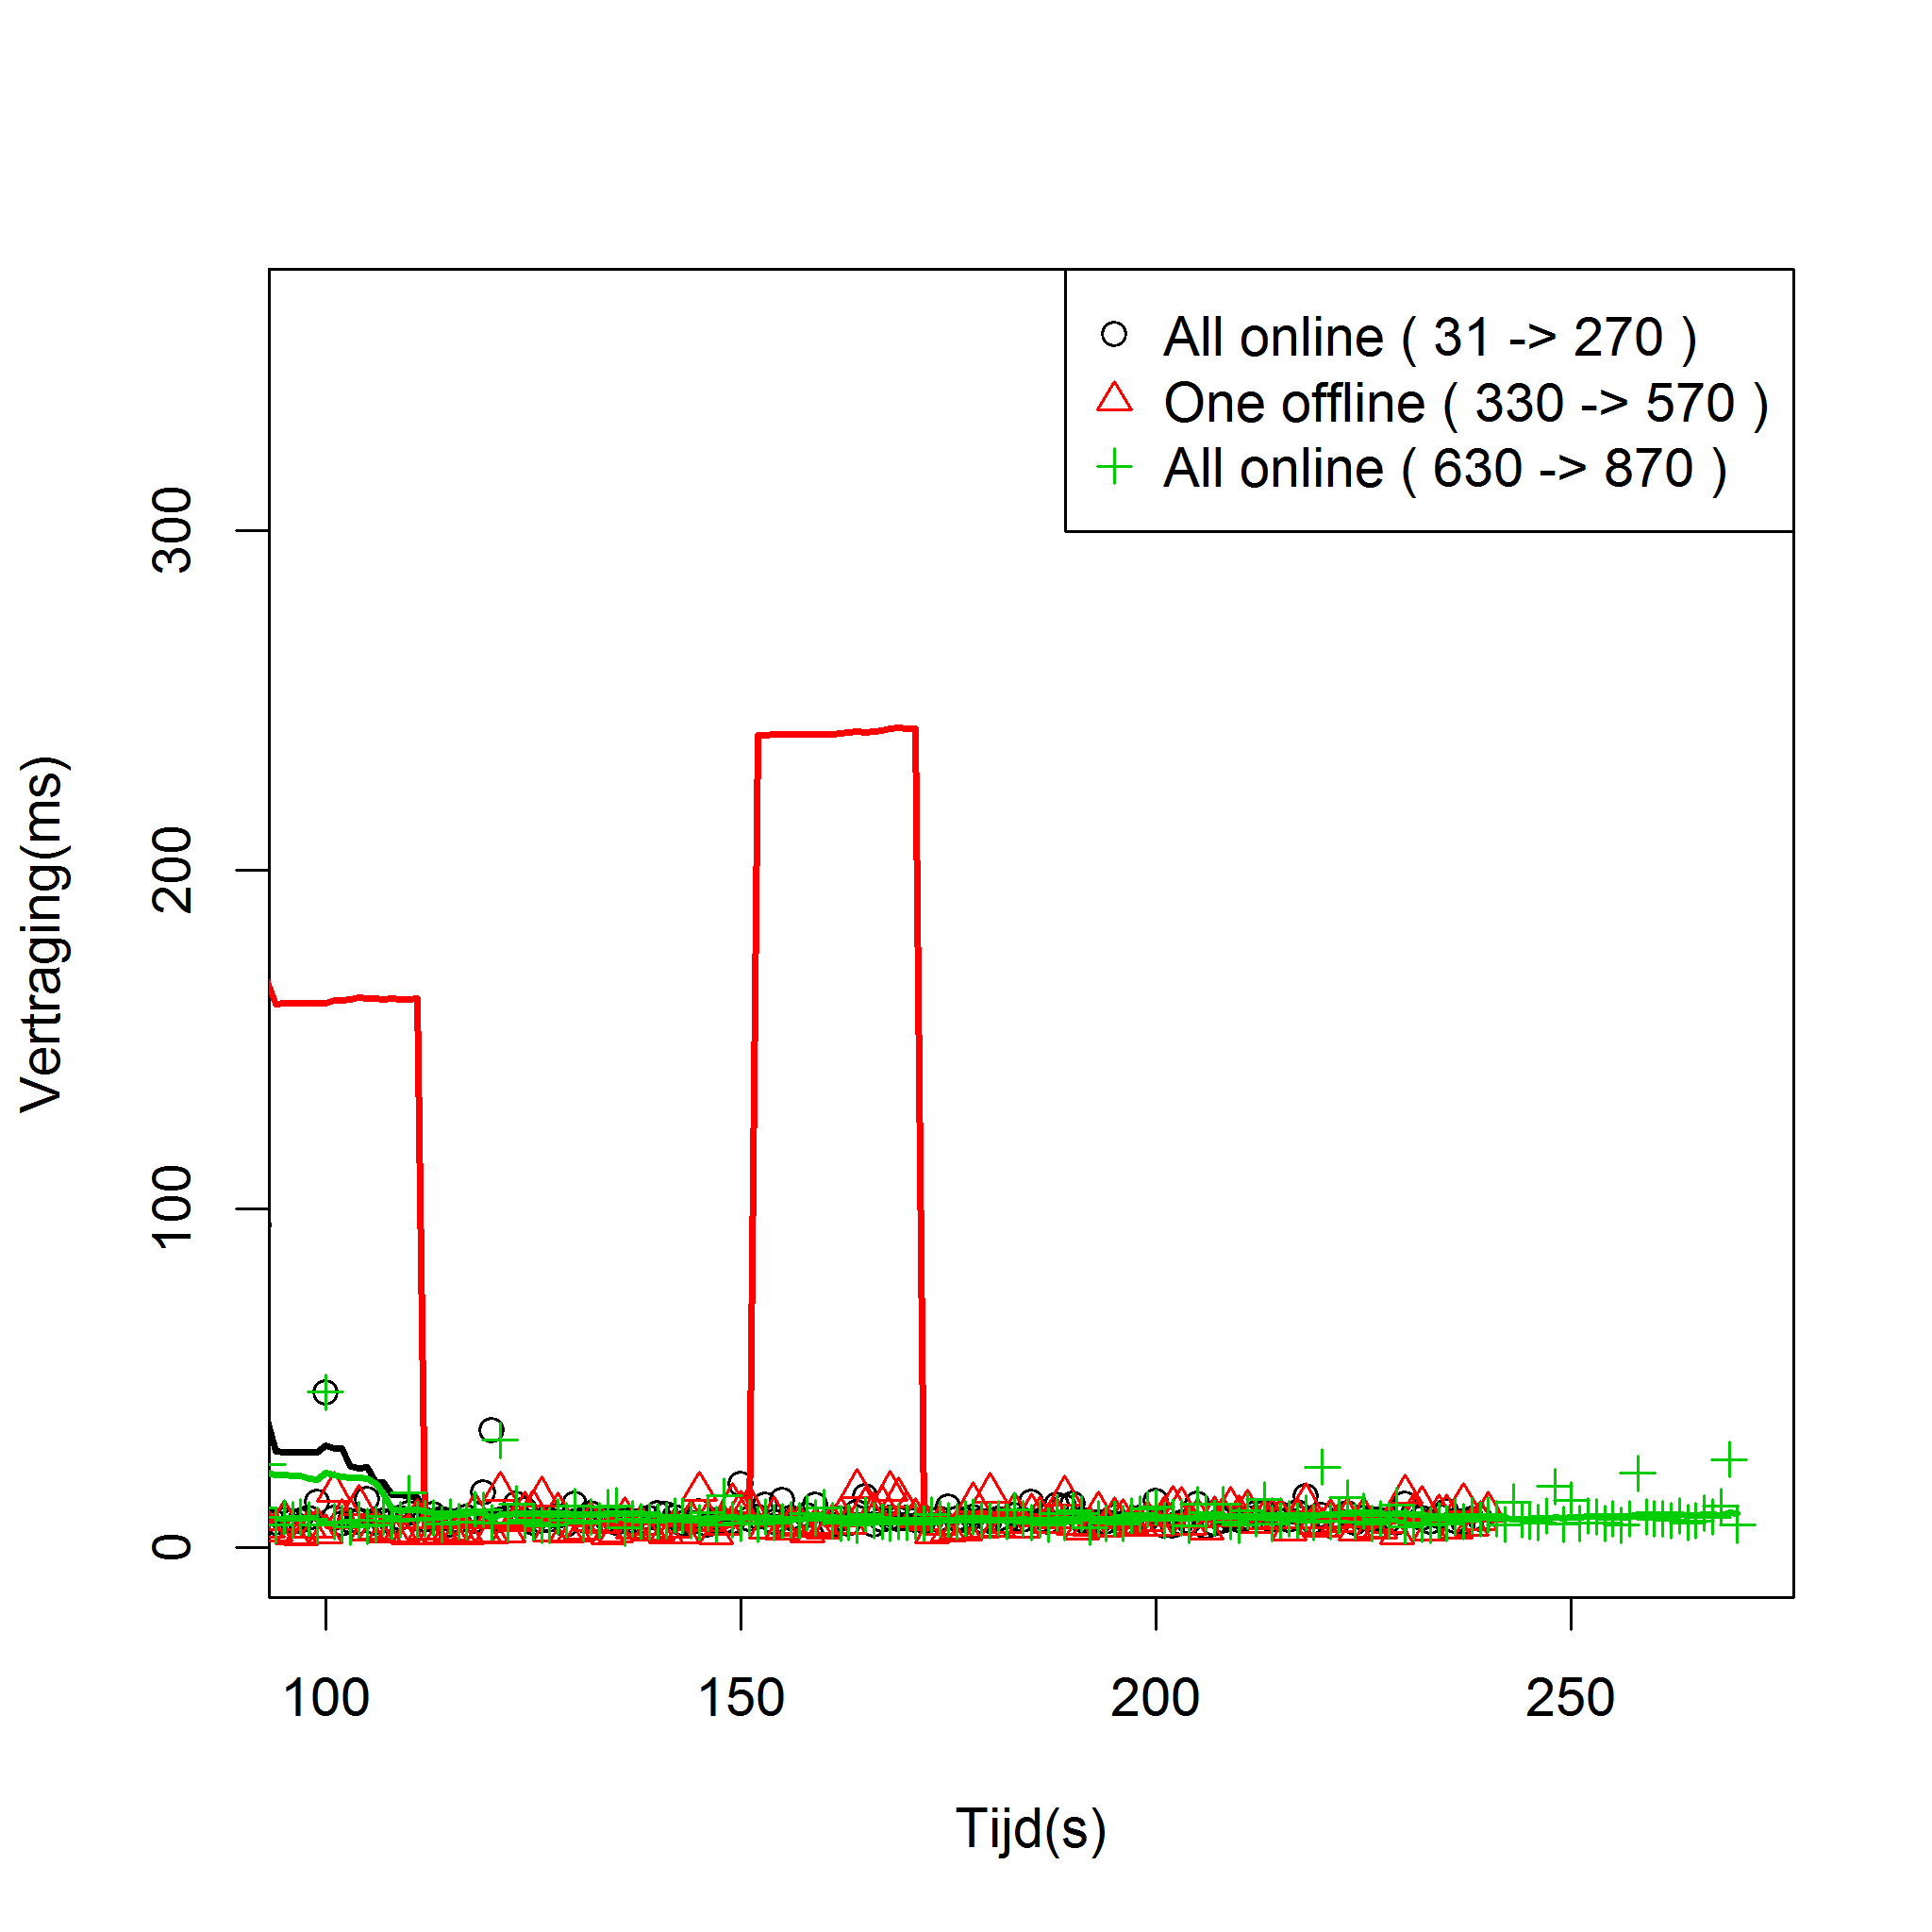 All online ( 31 -> 270 )
One offline ( 330 -> 570 )
All online ( 630 -> 870 )
Vertraging(ms)
300
200
100
0
100
150
200
250
Tijd(s)